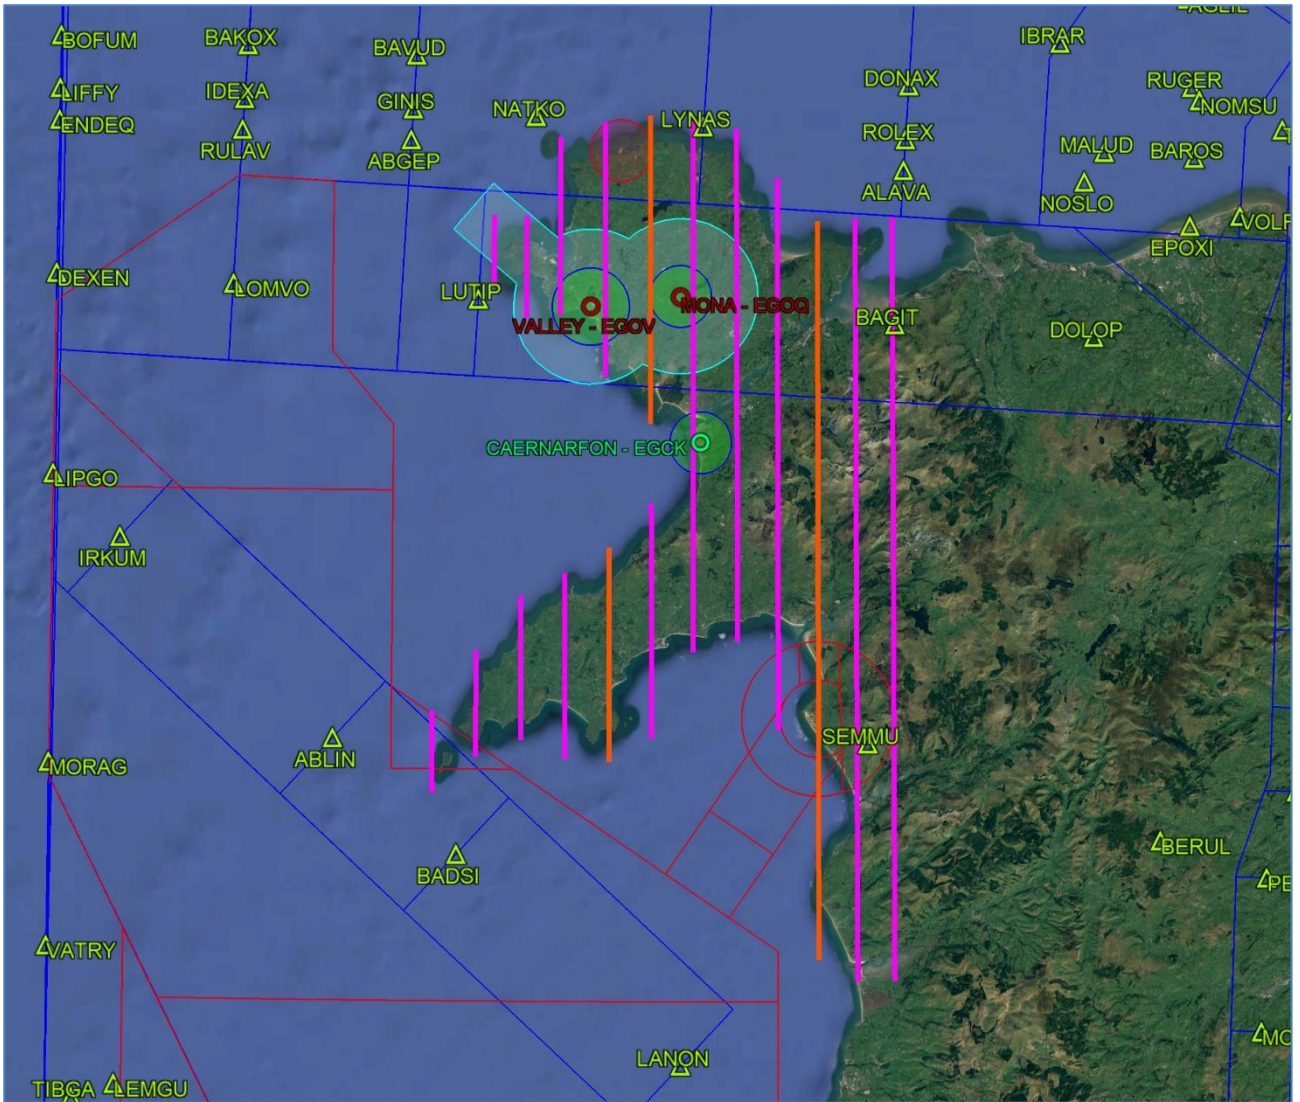 BOFUM
BAKOX
BAVUD
IBRAR
LIFFY
IDEXA
GINIS
NATKO
LYNAS
DONAX
RUGER
NOMSU
ENDEQ
RULAV
ABGEP
ROLEX
MALUD
BAROS
ALAVA
NOSLO
EPOXI
DEXEN
LOMVO
LUTIP
VALLEY - EGOV
MONA - EGOQ
BAGIT
DOLOP
CAERNARFON - EGCK
LIPGO
IRKUM
SEMMU
MORAG
ABLIN
BADSI
BERUL
VATRY
LANON
TIBGA
LEMGU